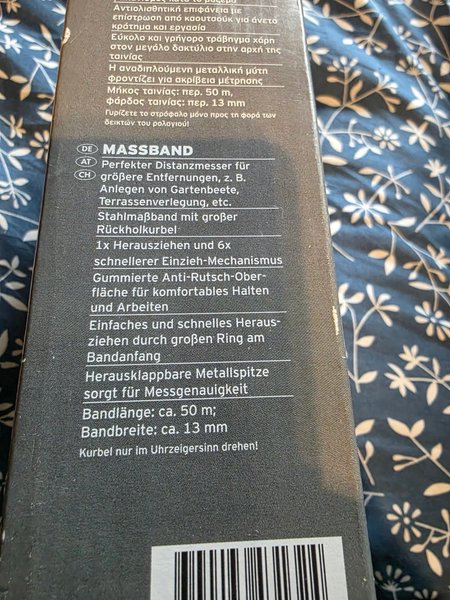 Αντιολισθητική επιφάνεια με
επίστρωση από καουτσούκ για άνετο
κράτημα και εργασία
Εύκολο και γρήγορο τράβηγμα χάρη
στον μεγάλο δακτύλιο στην αρχή της
ταινίας
Η αναδιπλούμενη μεταλλική μύτη
φροντίζει για ακρίβεια μέτρησης
Μήκος ταινίας: περ. 50 m,
φάρδος ταινίας: περ. 13 mm
Γυρίζετε το στρόφαλο μόνο προς τη φορά των
δεικτών του ρολογιού!
DE MASSBAND
AT Perfekter Distanzmesser für
CH größere Entfernungen, z. B.
Anlegen von Gartenbeete,
Terrassenverlegung, etc.
Stahlmaßband mit großer
Rückholkurbel
1x Herausziehen und 6x
schnellerer Einzieh-Mechanismus
Gummierte Anti-Rutsch-Ober-
fläche für komfortables Halten
und Arbeiten
Einfaches und schnelles Heraus-
ziehen durch großen Ring am
Bandanfang
Herausklappbare Metallspitze
sorgt für Messgenauigkeit
Bandlänge: ca. 50 m;
Bandbreite: ca. 13 mm
Kurbel nur im Uhrzeigersinn drehen!